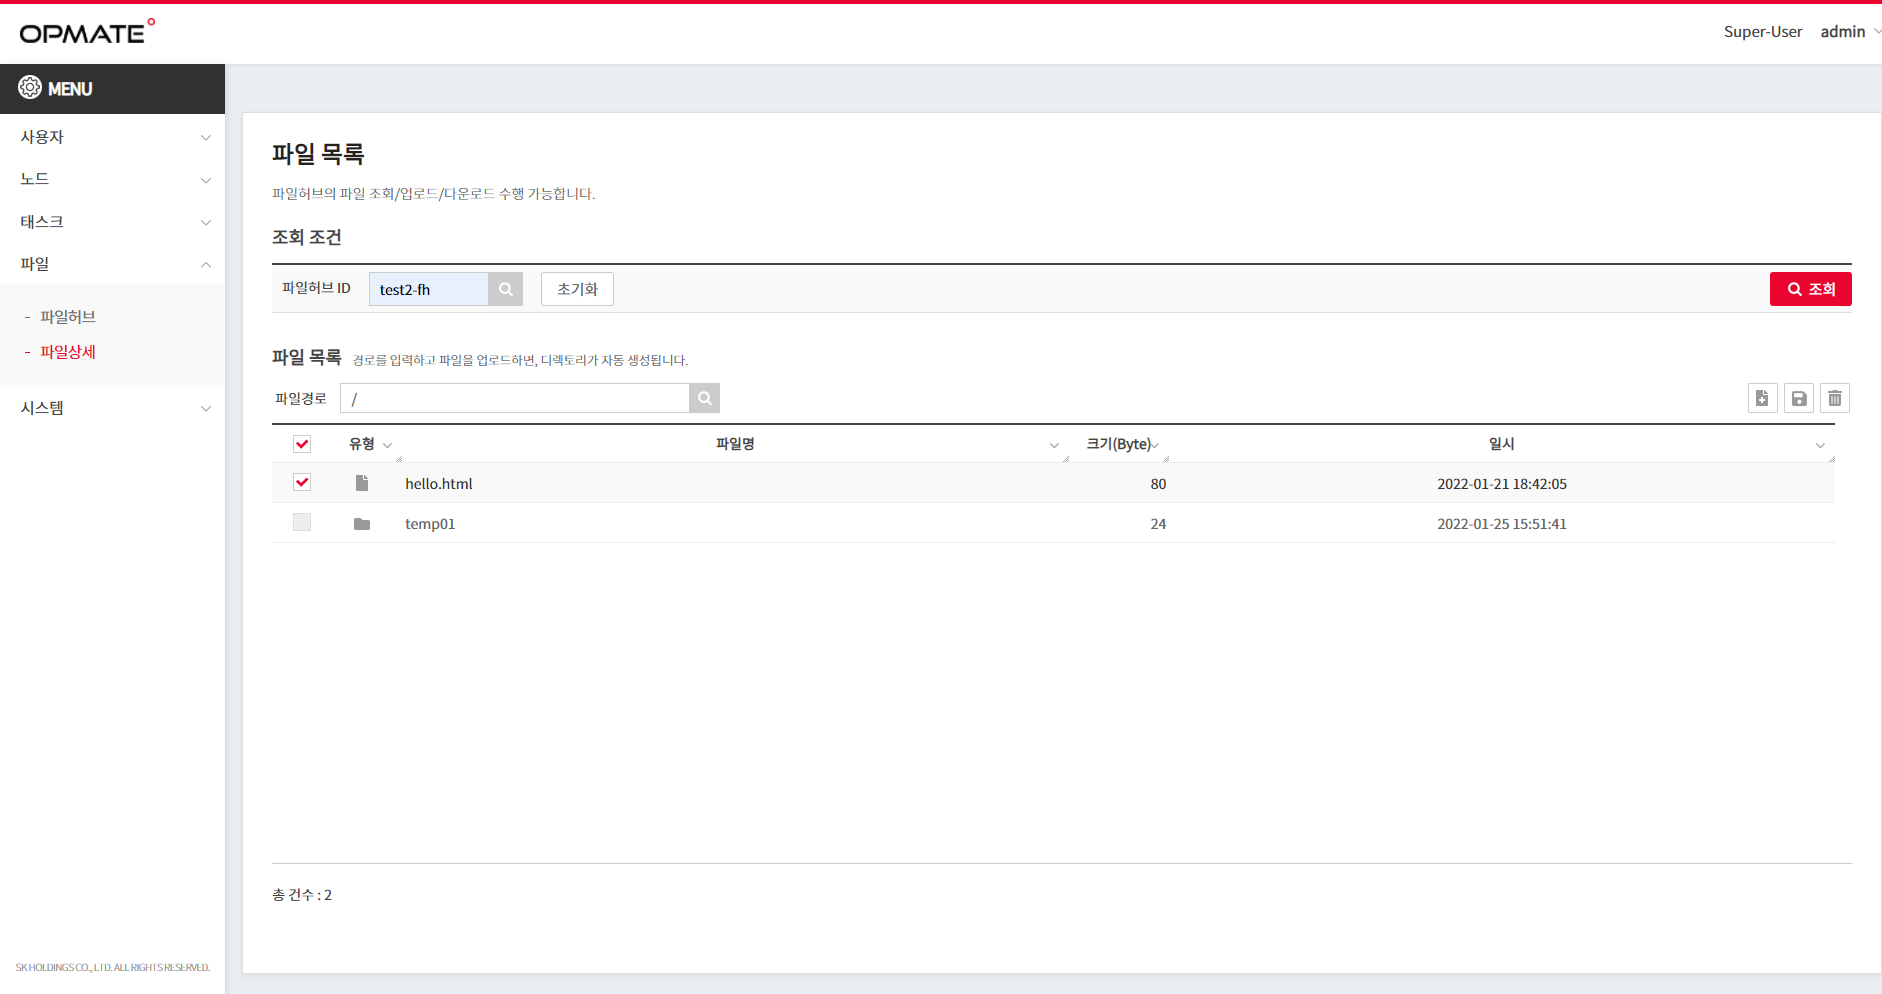 OPMATE
Super-User admin
MENU
사용자
노드
태스크
파일
- 파일허브
- 파일상세
시스템
SK HOLDINGS CO., LTD. ALL RIGHTS RESERVED.
파일 목록
파일허브의 파일 조회/업로드/다운로드 수행 가능합니다.
조회 조건
파일허브 ID test2-fh 초기화 조회
파일 목록 경로를 입력하고 파일을 업로드하면, 디렉토리가 자동 생성됩니다.
파일경로 /
유형 파일명 크기(Byte) 일시
hello.html 80 2022-01-21 18:42:05
temp01 24 2022-01-25 15:51:41
총 건수 : 2